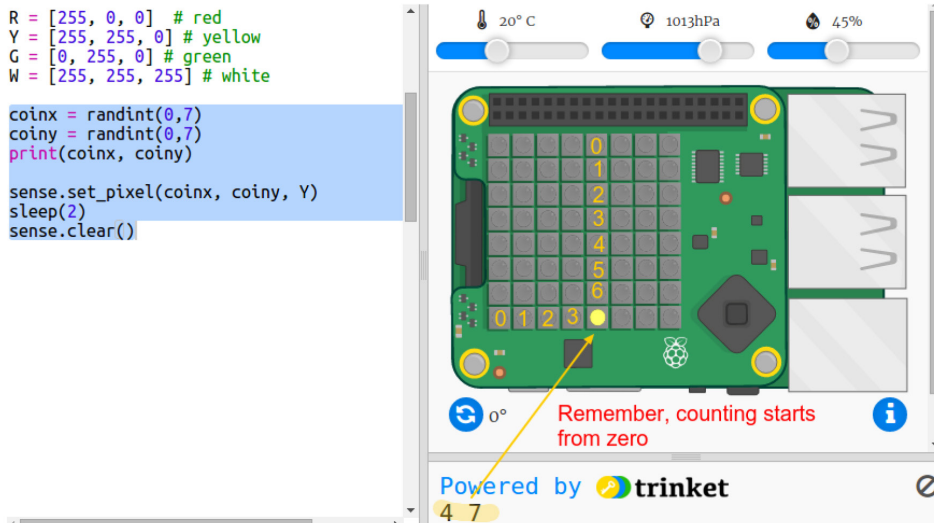 R = [255, 0, 0]  # red
Y = [255, 255, 0] # yellow
G = [0, 255, 0] # green
W = [255, 255, 255] # white
coinx = randint(0,7)
coiny = randint(0,7)
print(coinx, coiny)
sense.set_pixel(coinx, coiny, Y)
sleep(2)
sense.clear()
20° C
1013hPa
45%
0
1
2
3
4
5
6
0 1 2 3
0°
Remember, counting starts
from zero
Powered by trinket
4 7